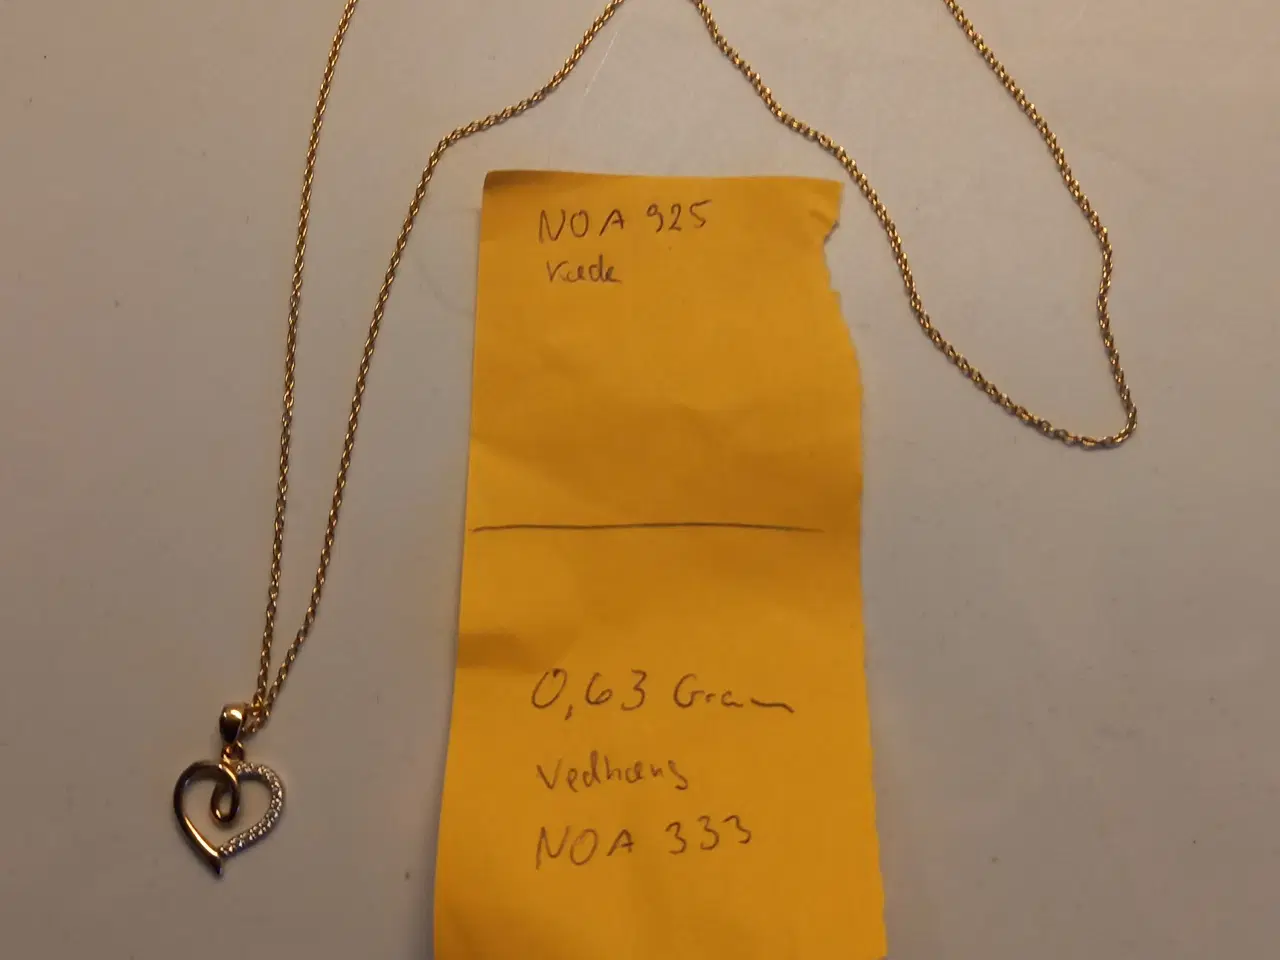 NOA 925
Kæde
0,63 Gram
Vedhæng
NOA 333